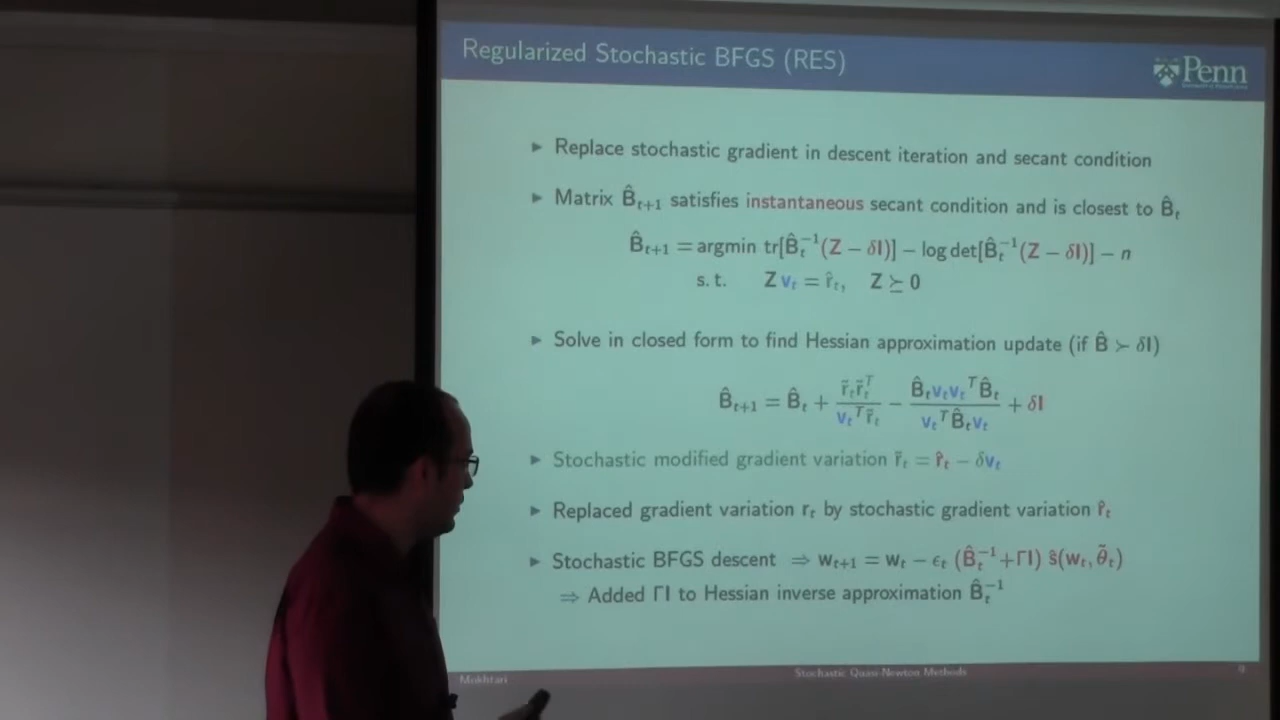 Regularized Stochastic BFGS (RES)
Penn
▶ Replace stochastic gradient in descent iteration and secant condition
▶ Matrix B̂ₜ₊₁ satisfies instantaneous secant condition and is closest to B̂ₜ
B̂ₜ₊₁ = argmin tr[B̂ₜ⁻¹(Z − δI)] − log det[B̂ₜ⁻¹(Z − δI)] − n
s. t. Z vₜ = r̂ₜ, Z ⪰ 0
▶ Solve in closed form to find Hessian approximation update (if B̂ ≻ δI)
B̂ₜ₊₁ = B̂ₜ + r̃ₜr̃ₜᵀ / vₜᵀr̃ₜ − B̂ₜvₜvₜᵀB̂ₜ / vₜᵀB̂ₜvₜ + δI
▶ Stochastic modified gradient variation r̃ₜ = r̂ₜ − δvₜ
▶ Replaced gradient variation rₜ by stochastic gradient variation r̂ₜ
▶ Stochastic BFGS descent ⇒ wₜ₊₁ = wₜ − ϵₜ (B̂ₜ⁻¹+ΓI) ŝ(wₜ, θ̃ₜ)
⇒ Added ΓI to Hessian inverse approximation B̂ₜ⁻¹
Mokhtari
Stochastic Quasi-Newton Methods
9